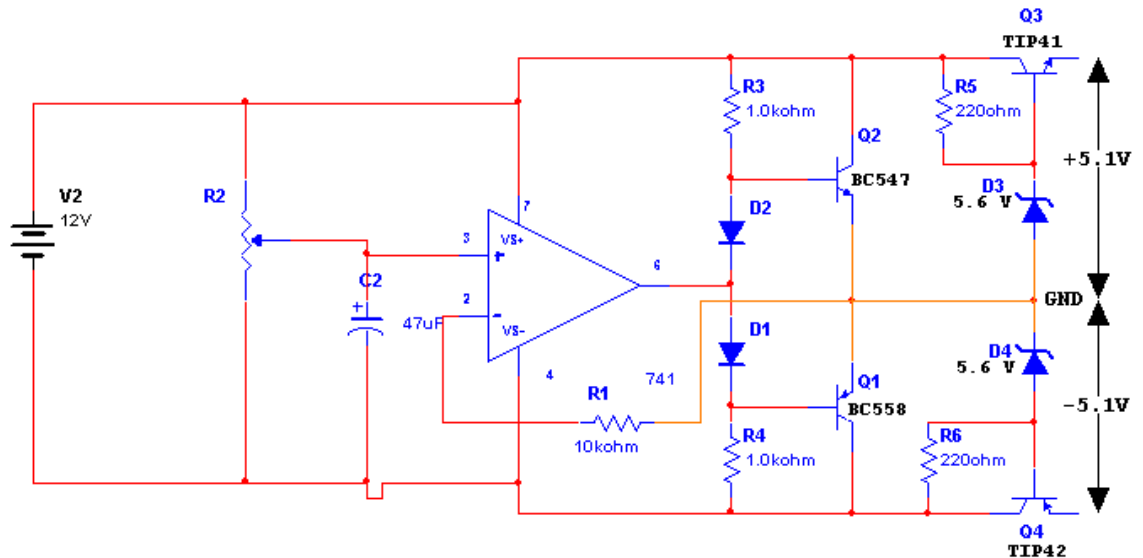 Q3
TIP41
R3
1.0kohm
R5
220ohm
Q2
BC547
+5.1V
V2
12V
R2
D2
D3
5.6 V
7
VS+
3
+
6
C2
+
47uF
2
-
VS-
4
741
GND
D1
D4
5.6 V
R1
10kohm
Q1
BC558
-5.1V
R4
1.0kohm
R6
220ohm
Q4
TIP42